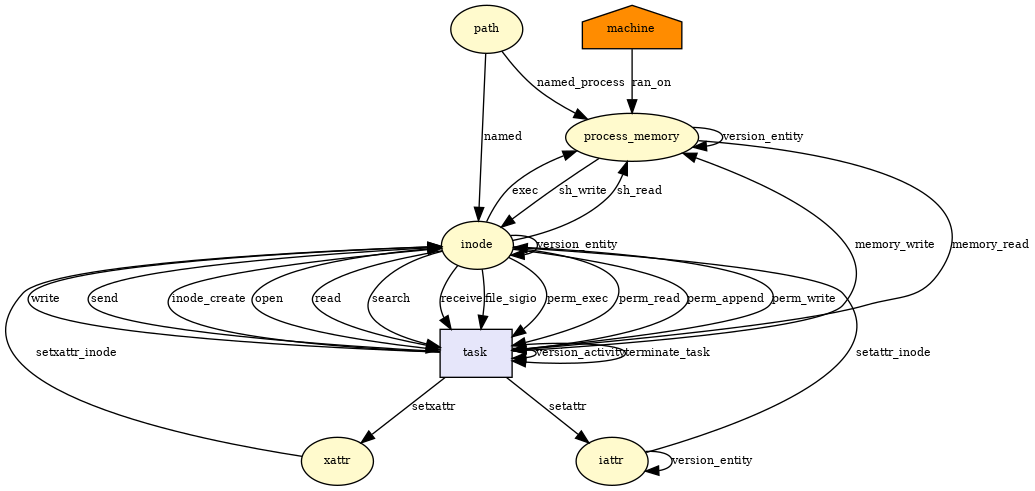 path
machine
named_process
ran_on
named
process_memory
version_entity
exec
sh_write
sh_read
inode
version_entity
memory_write
memory_read
write
send
inode_create
open
read
search
receive
file_sigio
perm_exec
perm_read
perm_append
perm_write
setxattr_inode
task
version_activity
terminate_task
setattr_inode
setxattr
setattr
xattr
iattr
version_entity